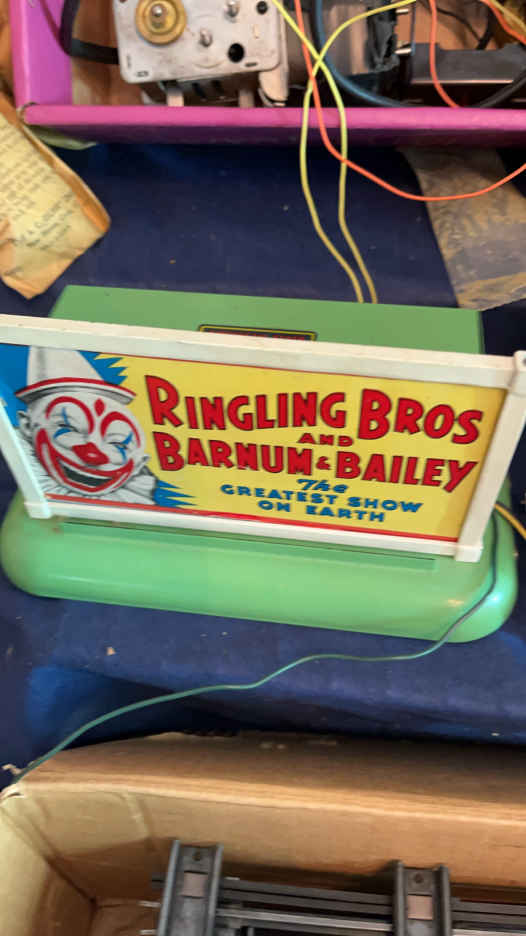 RINGLING BROS
AND
BARNUM & BAILEY
The
GREATEST SHOW
ON EARTH